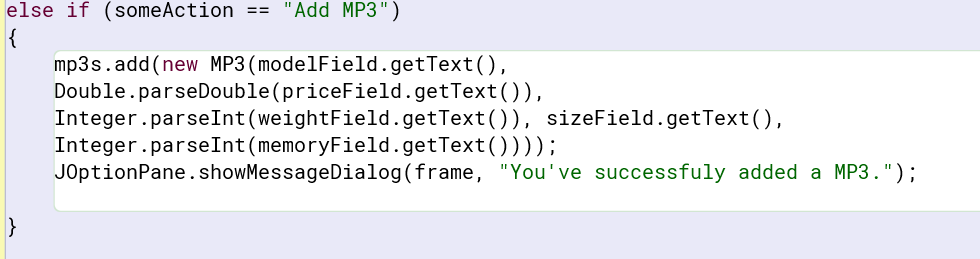 else if (someAction == "Add MP3")
{
mp3s.add(new MP3(modelField.getText(),
Double.parseDouble(priceField.getText()),
Integer.parseInt(weightField.getText()), sizeField.getText(),
Integer.parseInt(memoryField.getText())));
JOptionPane.showMessageDialog(frame, "You've successfuly added a MP3.");
}